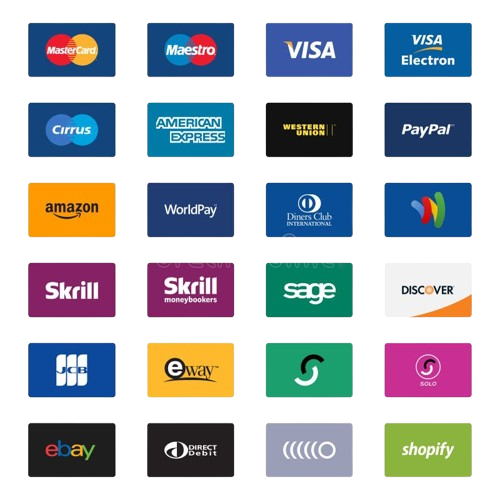 MasterCard
Maestro
VISA
VISA
Electron
Cirrus
AMERICAN
EXPRESS
WESTERN
UNION
PayPal
amazon
WorldPay
Diners Club
INTERNATIONAL
Skrill
Skrill
moneybookers
sage
DISCOVER
JCB
eway
SOLO
ebay
DIRECT
Debit
shopify